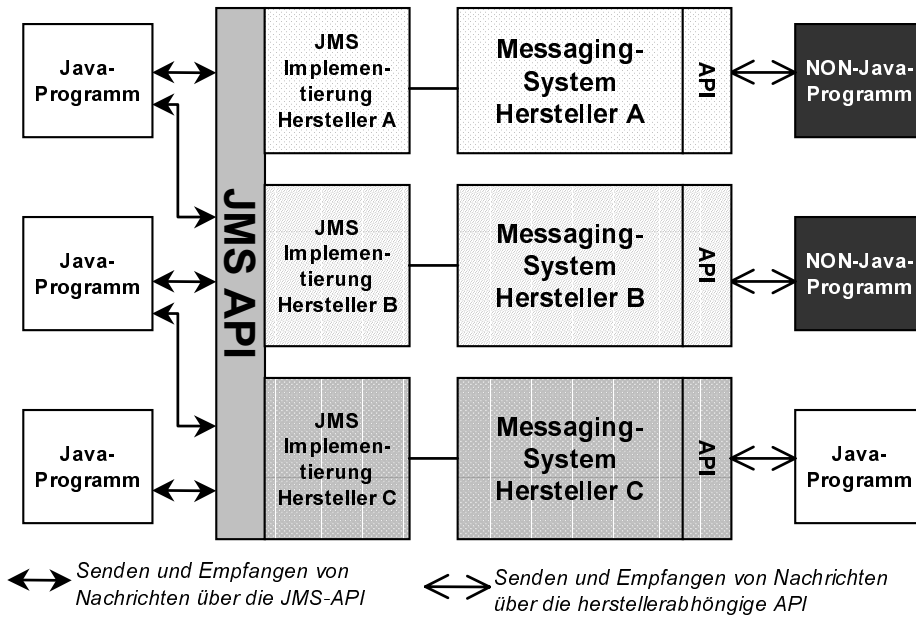 Java-
Programm
JMS API
JMS
Implemen-
tierung
Hersteller A
Messaging-
System
Hersteller A
API
NON-Java-
Programm
Java-
Programm
JMS
Implemen-
tierung
Hersteller B
Messaging-
System
Hersteller B
API
NON-Java-
Programm
Java-
Programm
JMS
Implemen-
tierung
Hersteller C
Messaging-
System
Hersteller C
API
Java-
Programm
Senden und Empfangen von
Nachrichten über die JMS-API
Senden und Empfangen von Nachrichten
über die herstellerabhängige API